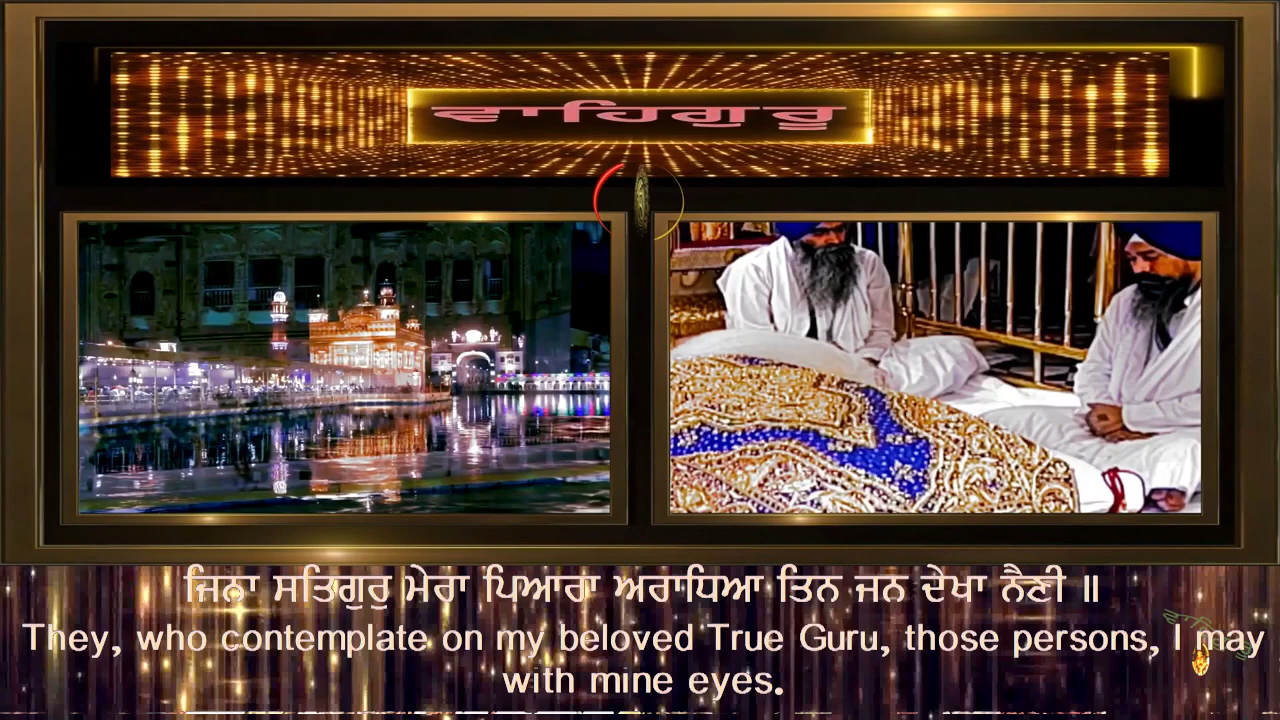 ਵਾਹਿਗੁਰੂ
ਜਿਨਾ ਸਤਿਗੁਰੁ ਮੇਰਾ ਪਿਆਰਾ ਅਰਾਧਿਆ ਤਿਨ ਜਨ ਦੇਖਾ ਨੈਣੀ ॥
They, who contemplate on my beloved True Guru, those persons, I may
with mine eyes.